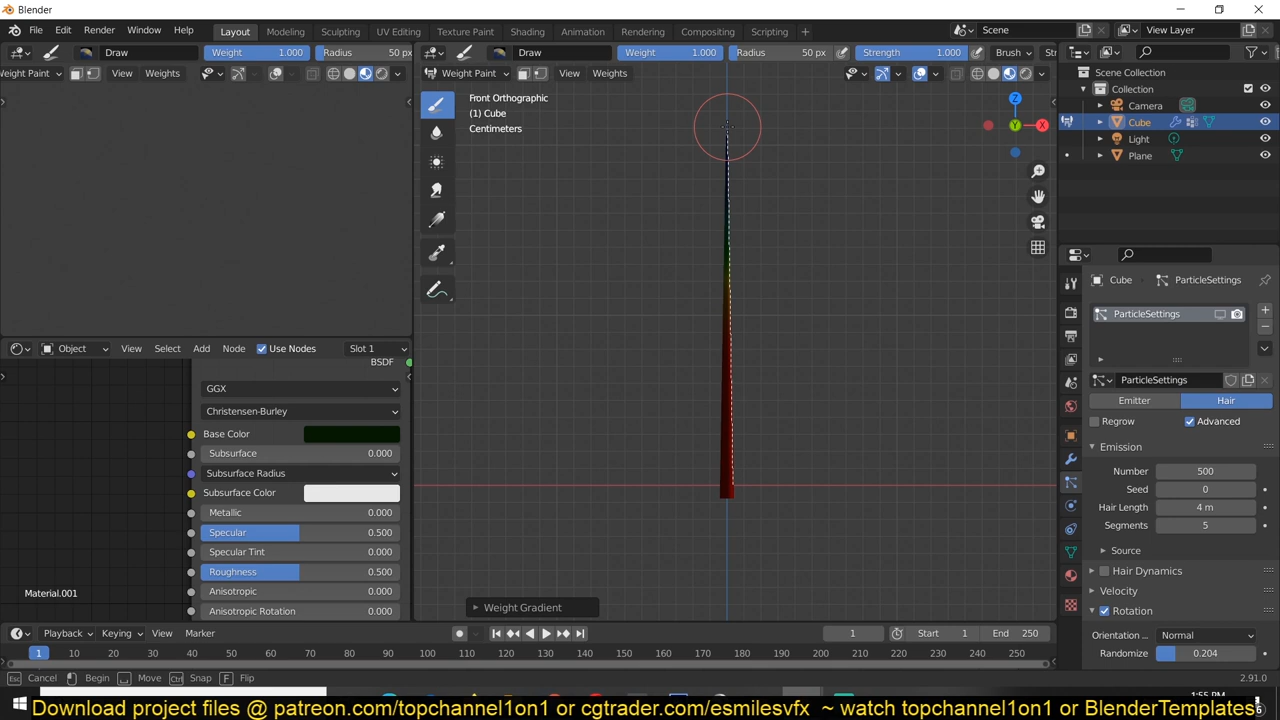 Blender
File Edit Render Window Help Layout Modeling Sculpting UV Editing Texture Paint Shading Animation Rendering Compositing Scripting + Scene View Layer
Draw Weight 1.000 Radius 50 px Draw Weight 1.000 Radius 50 px Strength 1.000 Brush Str
Weight Paint View Weights Weight Paint View Weights
Scene Collection
Collection
Camera
Cube
Light
Plane
Front Orthographic
(1) Cube
Centimeters
Z
Y
X
Cube ParticleSettings
ParticleSettings
ParticleSettings
Emitter Hair
Regrow Advanced
Emission
Number 500
Seed 0
Hair Length 4 m
Segments 5
Source
Hair Dynamics
Velocity
Rotation
Orientation ... Normal
Randomize 0.204
Object View Select Add Node Use Nodes Slot 1
BSDF
GGX
Christensen-Burley
Base Color
Subsurface 0.000
Subsurface Radius
Subsurface Color
Metallic 0.000
Specular 0.500
Specular Tint 0.000
Roughness 0.500
Anisotropic 0.000
Anisotropic Rotation 0.000
Material.001
Weight Gradient
Playback Keying View Marker 1 Start 1 End 250
1 10 20 30 40 50 60 70 80 90 100 110 120 130 140 150 160 170 180 190 200 210 220 230 240 250
Cancel Begin Move Ctrl Snap F Flip 2.91.0
1:55 PM
Download project files @ patreon.com/topchannel1on1 or cgtrader.com/esmilesvfx ~ watch topchannel1on1 or BlenderTemplates